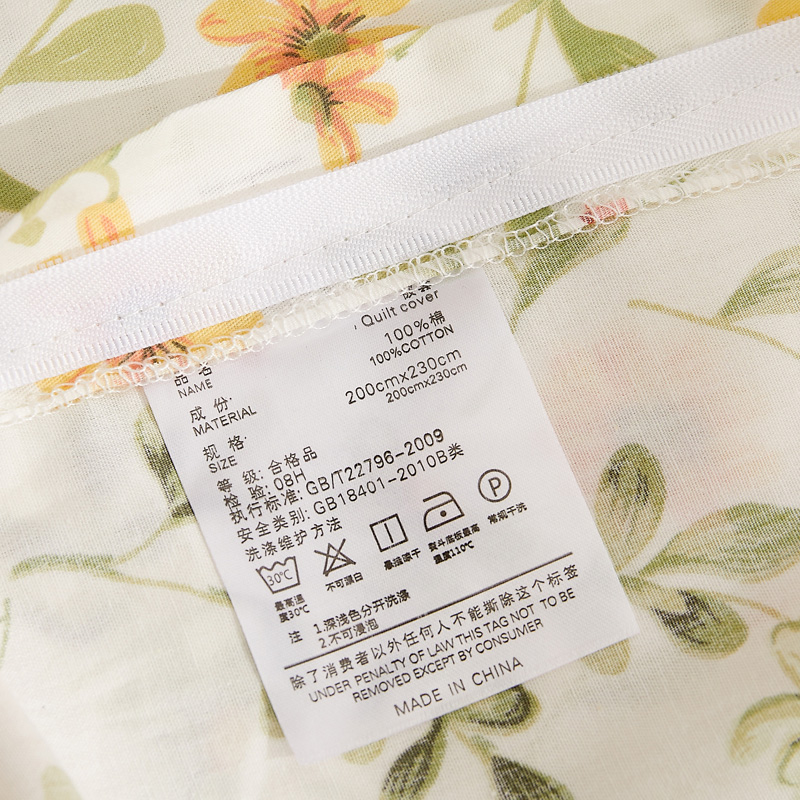 Quilt cover
品 名
NAME
100%棉
100%COTTON
成 份:
MATERIAL
200cmx230cm
200cmx230cm
规 格:
SIZE
等 级: 合格品
检 验: 08H
执行标准: GB/T22796-2009
安全类别: GB18401-2010B类
洗涤维护方法
30℃
P
最高温
度30℃
不可漂白
悬挂晾干
熨斗底板最高
温度110℃
常规干洗
注 1.深浅色分开洗涤
2.不可浸泡
除了消费者以外任何人不能撕除这个标签
UNDER PENALTY OF LAW THIS TAG NOT TO BE
REMOVED EXCEPT BY CONSUMER
MADE IN CHINA